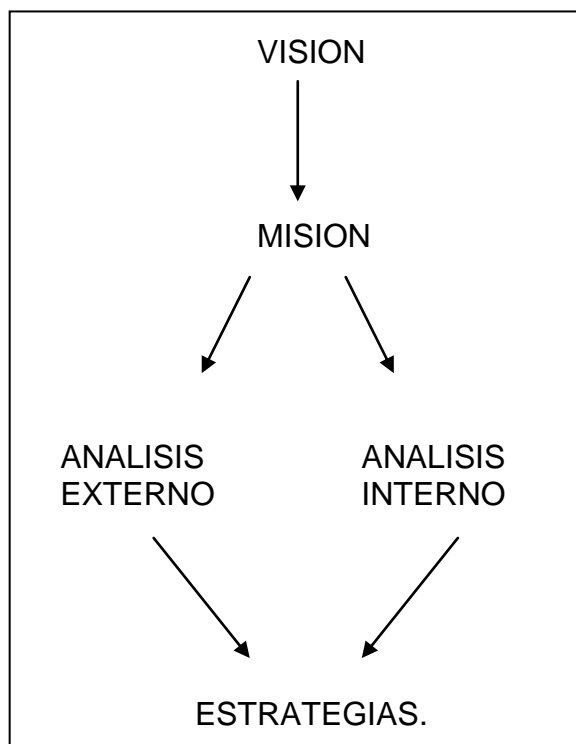 VISION
MISION
ANALISIS
EXTERNO
ANALISIS
INTERNO
ESTRATEGIAS.